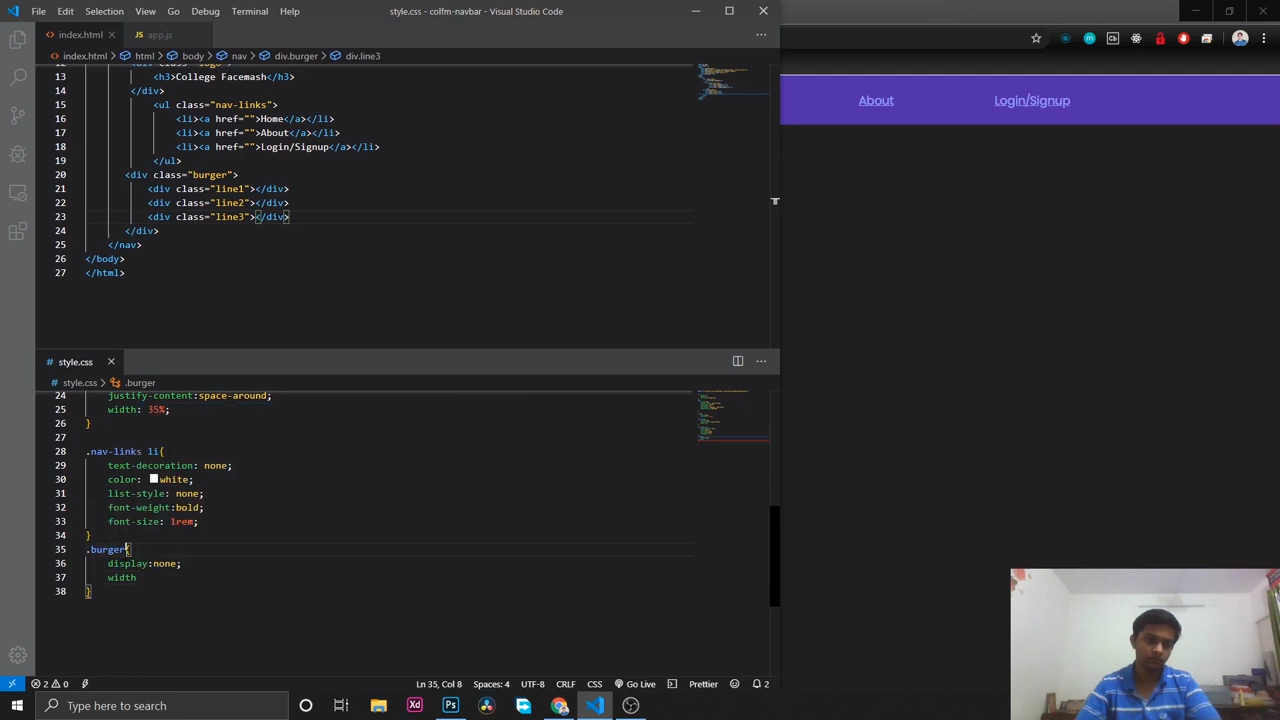 File Edit Selection View Go Debug Terminal Help style.css - collfm-navbar - Visual Studio Code
index.html
JS app.js
index.html > html > body > nav > div.burger > div.line3
13 <h3>College Facemash</h3>
14 </div>
15 <ul class="nav-links">
16 <li><a href="">Home</a></li>
17 <li><a href="">About</a></li>
18 <li><a href="">Login/Signup</a></li>
19 </ul>
20 <div class="burger">
21 <div class="line1"></div>
22 <div class="line2"></div>
23 <div class="line3"></div>
24 </div>
25 </nav>
26 </body>
27 </html>
About Login/Signup
# style.css
style.css > .burger
24 justify-content:space-around;
25 width: 35%;
26 }
27
28 .nav-links li{
29 text-decoration: none;
30 color: white;
31 list-style: none;
32 font-weight:bold;
33 font-size: 1rem;
34 }
35 .burger{
36 display:none;
37 width
38 }
2 0 Ln 35, Col 8 Spaces: 4 UTF-8 CRLF CSS Go Live Prettier 2
Type here to search
Xd Ps